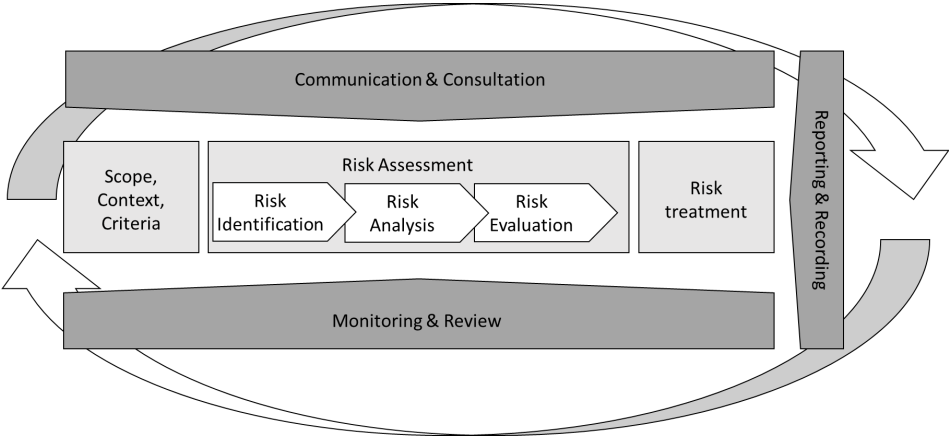 Communication & Consultation
Scope,
Context,
Criteria
Risk Assessment
Risk
Identification
Risk
Analysis
Risk
Evaluation
Risk
treatment
Reporting & Recording
Monitoring & Review